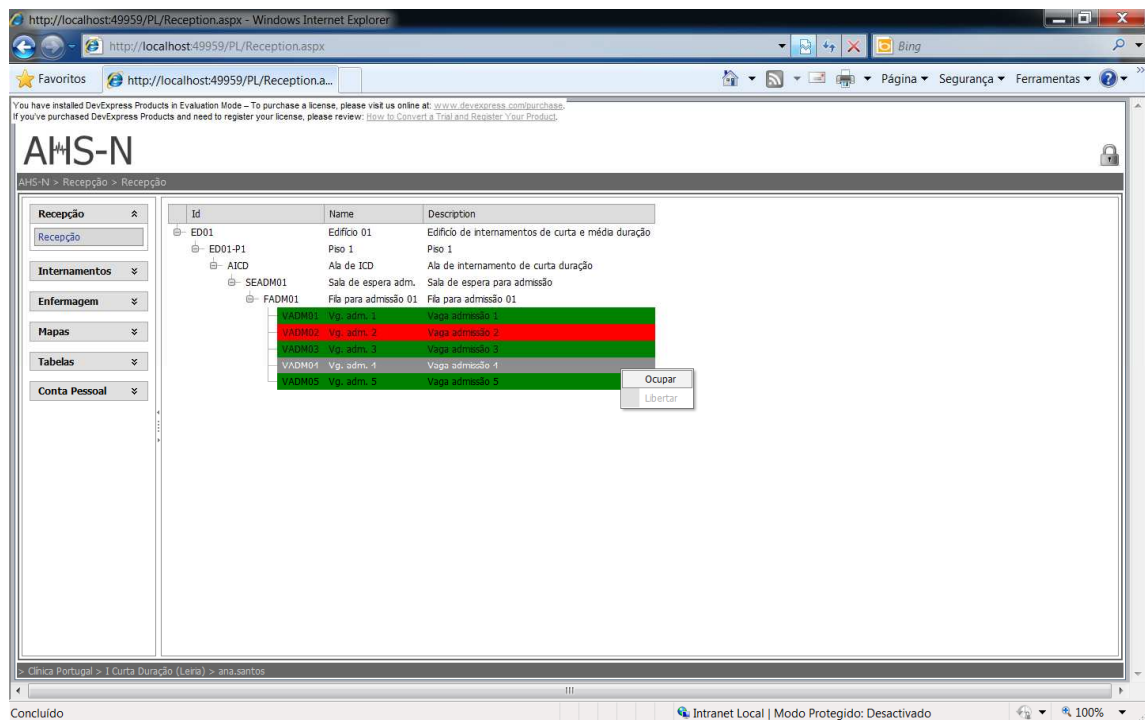 http://localhost:49959/PL/Reception.aspx - Windows Internet Explorer
http://localhost:49959/PL/Reception.aspx
Bing
Favoritos
http://localhost:49959/PL/Reception.a...
Página
Segurança
Ferramentas
You have installed DevExpress Products in Evaluation Mode – To purchase a license, please visit us online at: www.devexpress.com/purchase.
If you've purchased DevExpress Products and need to register your license, please review: How to Convert a Trial and Register Your Product.
AHS-N
AHS-N > Recepção > Recepção
Recepção
Recepção
Internamentos
Enfermagem
Mapas
Tabelas
Conta Pessoal
Id Name Description
ED01 Edifício 01 Edifício de internamentos de curta e média duração
ED01-P1 Piso 1 Piso 1
AICD Ala de ICD Ala de internamento de curta duração
SEADM01 Sala de espera adm. Sala de espera para admissão
FADM01 Fila para admissão 01 Fila para admissão 01
VADM01 Vg. adm. 1 Vaga admissão 1
VADM02 Vg. adm. 2 Vaga admissão 2
VADM03 Vg. adm. 3 Vaga admissão 3
VADM04 Vg. adm. 4 Vaga admissão 4
VADM05 Vg. adm. 5 Vaga admissão 5
Ocupar
Libertar
> Clínica Portugal > I Curta Duração (Leiria) > ana.santos
Concluído
Intranet Local | Modo Protegido: Desactivado
100%